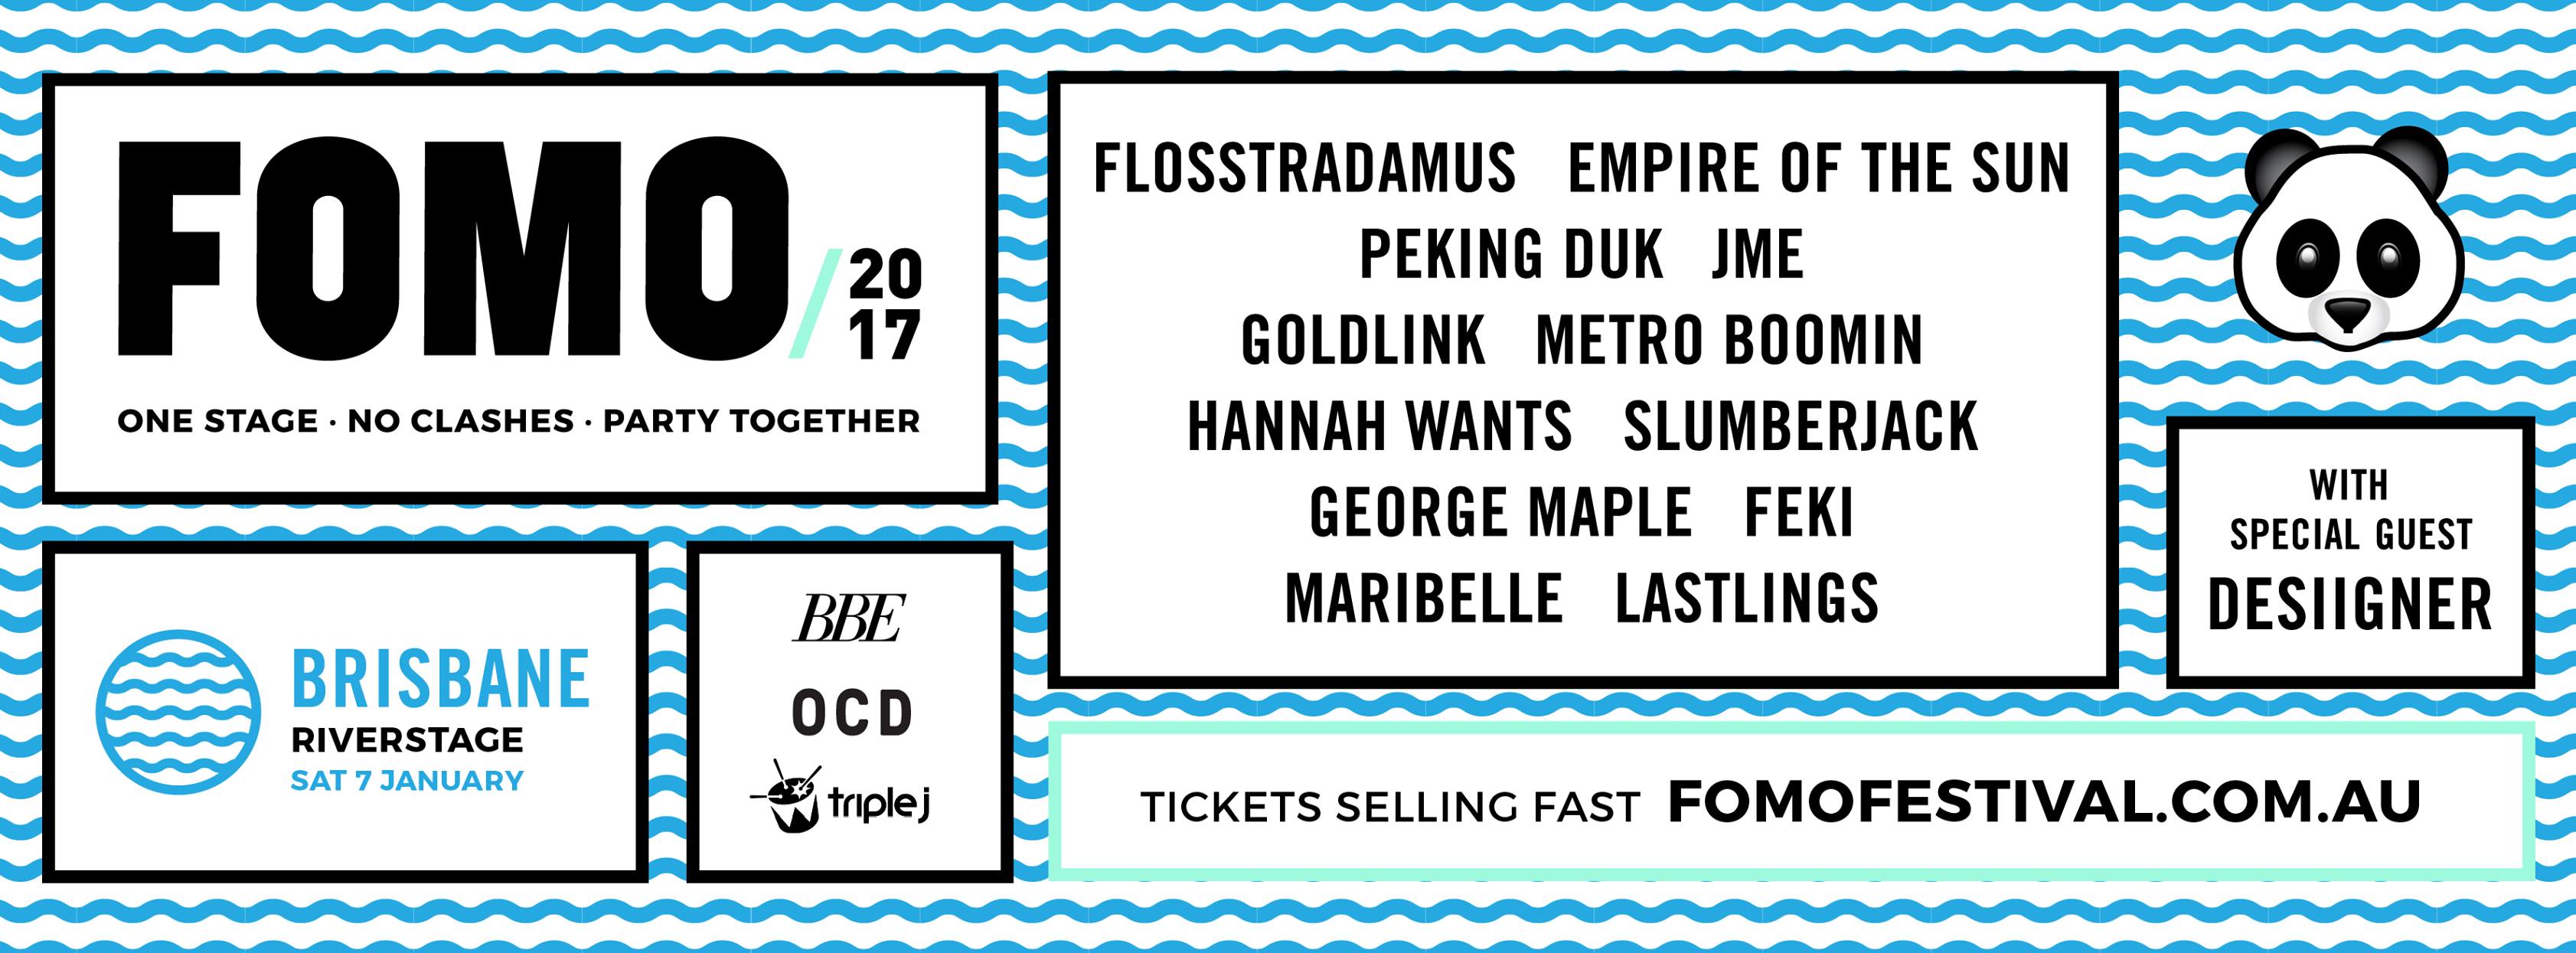 FOMO/2017
ONE STAGE · NO CLASHES · PARTY TOGETHER
BRISBANE
RIVERSTAGE
SAT 7 JANUARY
BBE
OCD
triple j
FLOSSTRADAMUS EMPIRE OF THE SUN
PEKING DUK JME
GOLDLINK METRO BOOMIN
HANNAH WANTS SLUMBERJACK
GEORGE MAPLE FEKI
MARIBELLE LASTLINGS
WITH
SPECIAL GUEST
DESIIGNER
TICKETS SELLING FAST FOMOFESTIVAL.COM.AU